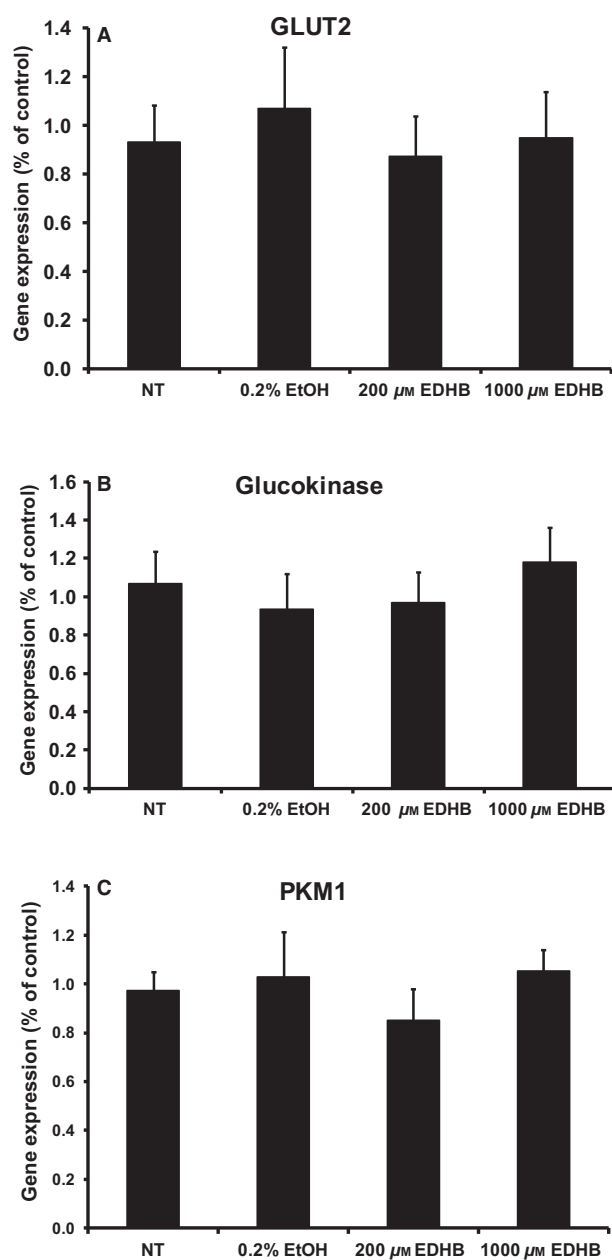 A
GLUT2
Gene expression (% of control)
1.4
1.2
1.0
0.8
0.6
0.4
0.2
0.0
NT 0.2% EtOH 200 µM EDHB 1000 µM EDHB
B
Glucokinase
Gene expression (% of control)
1.6
1.4
1.2
1.0
0.8
0.6
0.4
0.2
0.0
NT 0.2% EtOH 200 µM EDHB 1000 µM EDHB
C
PKM1
Gene expression (% of control)
1.4
1.2
1.0
0.8
0.6
0.4
0.2
0.0
NT 0.2% EtOH 200 µM EDHB 1000 µM EDHB